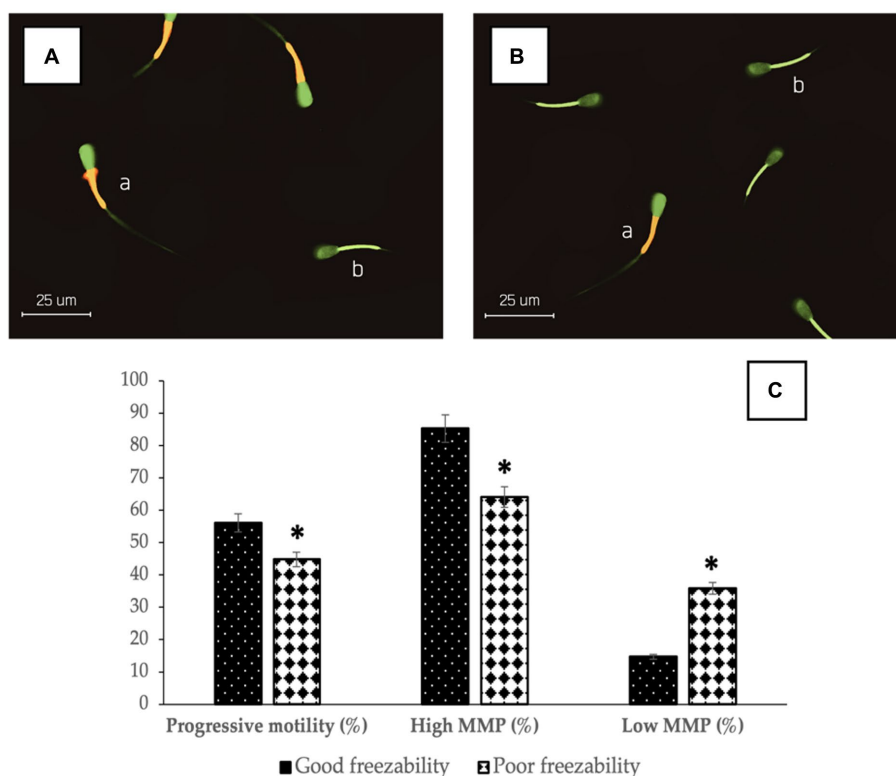 A
a
b
25 um
B
b
a
25 um
C
100
90
80
70
60
50
40
30
20
10
0
*
*
*
Progressive motility (%)
High MMP (%)
Low MMP (%)
Good freezability
Poor freezability